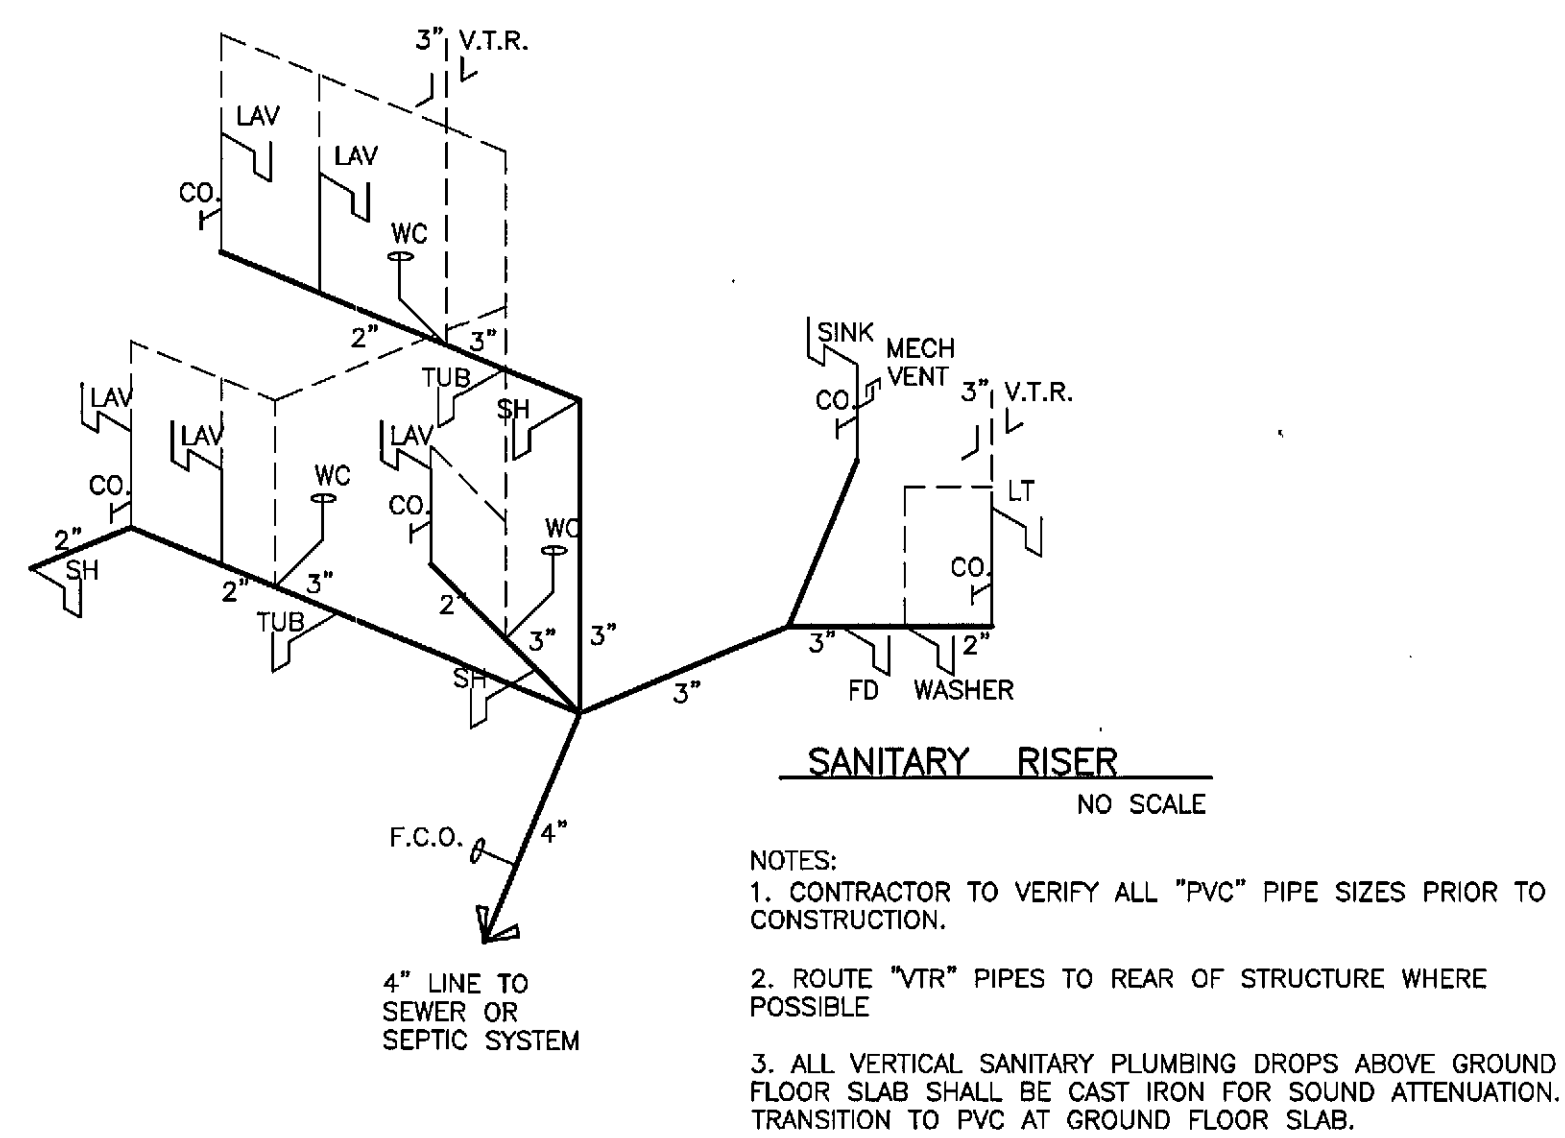 3" V.T.R.
LAV
LAV
CO.
WC
2"
3"
TUB
SH
LAV
LAV
CO.
WC
2"
SH
2"
3"
TUB
LAV
CO.
WC
2"
3"
3"
SH
SINK
MECH
VENT
CO.
3" V.T.R.
LT
CO.
3"
2"
FD
WASHER
3"
SANITARY RISER
NO SCALE
F.C.O.
4"
4" LINE TO
SEWER OR
SEPTIC SYSTEM
NOTES:
1. CONTRACTOR TO VERIFY ALL "PVC" PIPE SIZES PRIOR TO
CONSTRUCTION.
2. ROUTE "VTR" PIPES TO REAR OF STRUCTURE WHERE
POSSIBLE
3. ALL VERTICAL SANITARY PLUMBING DROPS ABOVE GROUND
FLOOR SLAB SHALL BE CAST IRON FOR SOUND ATTENUATION.
TRANSITION TO PVC AT GROUND FLOOR SLAB.